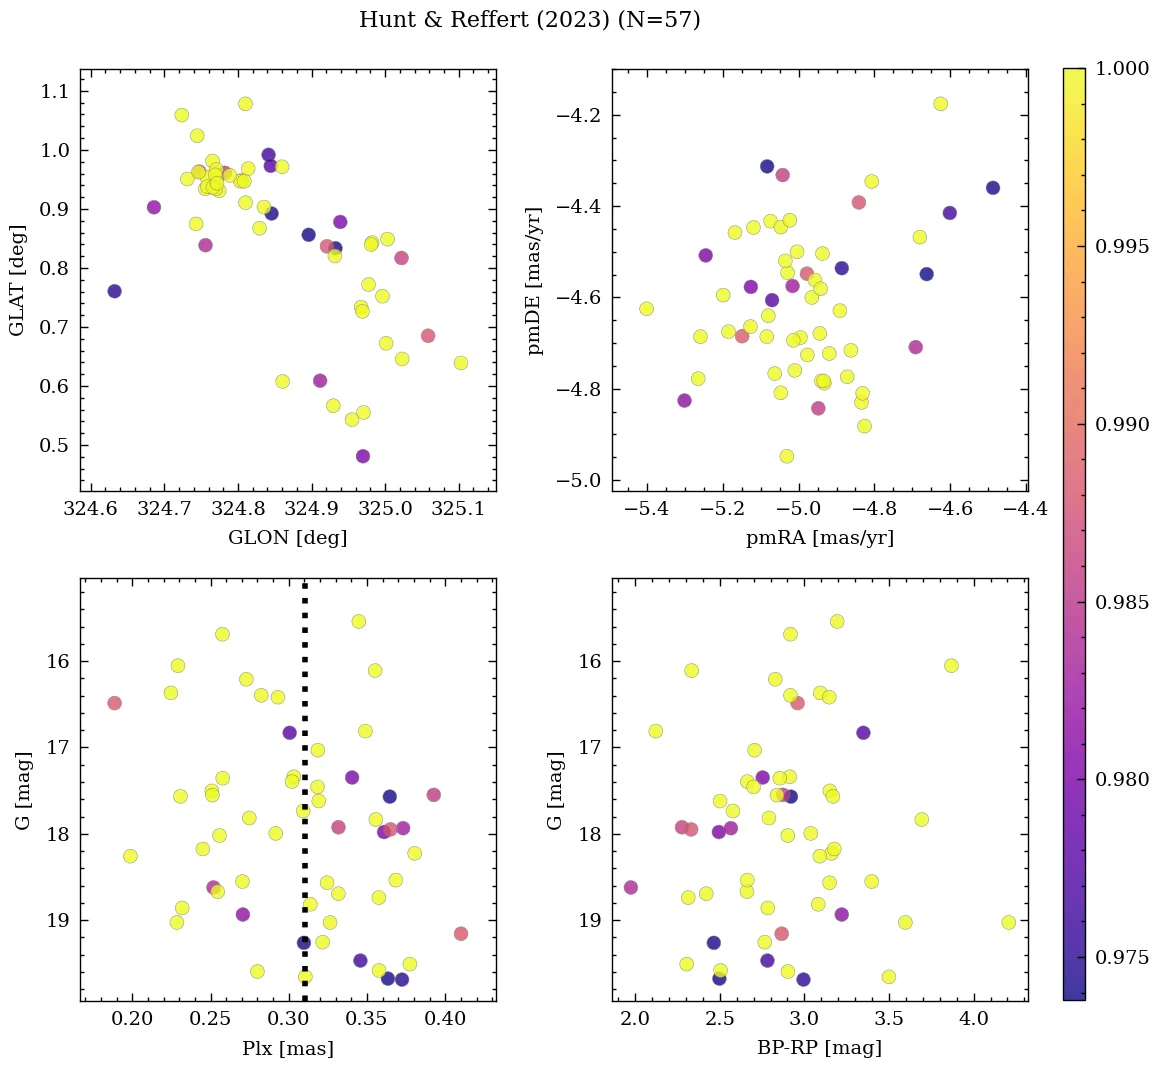 Hunt & Reffert (2023) (N=57)
1.1
1.0
0.9
0.8
0.7
0.6
0.5
GLAT [deg]
324.6 324.7 324.8 324.9 325.0 325.1
GLON [deg]
−4.2
−4.4
−4.6
−4.8
−5.0
pmDE [mas/yr]
−5.4 −5.2 −5.0 −4.8 −4.6 −4.4
pmRA [mas/yr]
16
17
18
19
G [mag]
0.20 0.25 0.30 0.35 0.40
Plx [mas]
16
17
18
19
G [mag]
2.0 2.5 3.0 3.5 4.0
BP-RP [mag]
1.000
0.995
0.990
0.985
0.980
0.975